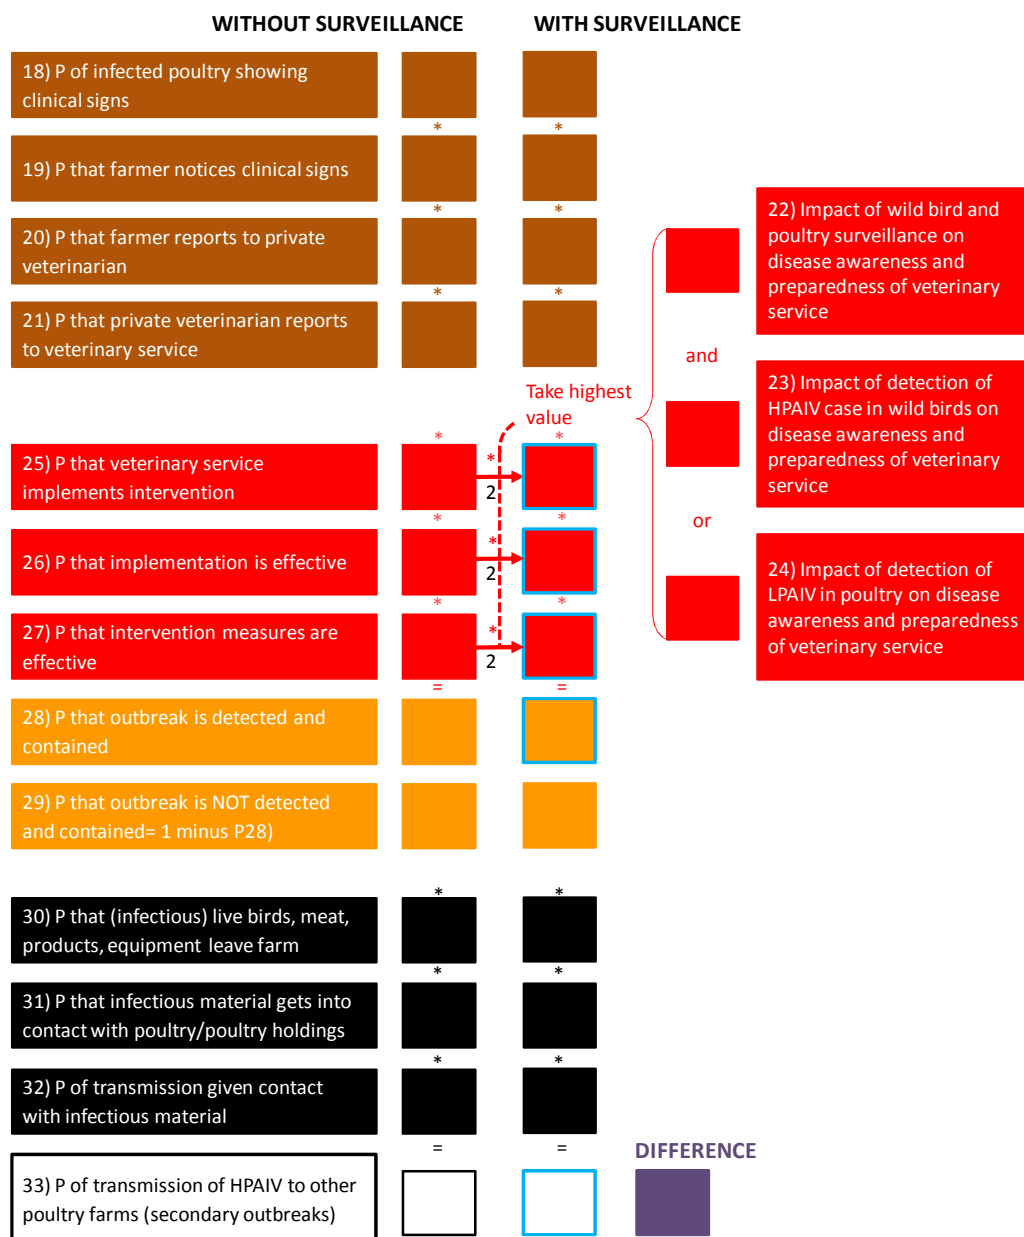 WITHOUT SURVEILLANCE
WITH SURVEILLANCE
18) P of infected poultry showing
clinical signs
* *
19) P that farmer notices clinical signs
* *
20) P that farmer reports to private
veterinarian
* *
21) P that private veterinarian reports
to veterinary service
22) Impact of wild bird and
poultry surveillance on
disease awareness and
preparedness of veterinary
service
and
23) Impact of detection of
HPAIV case in wild birds on
disease awareness and
preparedness of veterinary
service
or
24) Impact of detection of
LPAIV in poultry on disease
awareness and preparedness
of veterinary service
Take highest
value
* *
25) P that veterinary service
implements intervention
*
2
* *
26) P that implementation is effective
*
2
* *
27) P that intervention measures are
effective
*
2
= =
28) P that outbreak is detected and
contained
29) P that outbreak is NOT detected
and contained= 1 minus P28)
* *
30) P that (infectious) live birds, meat,
products, equipment leave farm
* *
31) P that infectious material gets into
contact with poultry/poultry holdings
* *
32) P of transmission given contact
with infectious material
= =
DIFFERENCE
33) P of transmission of HPAIV to other
poultry farms (secondary outbreaks)